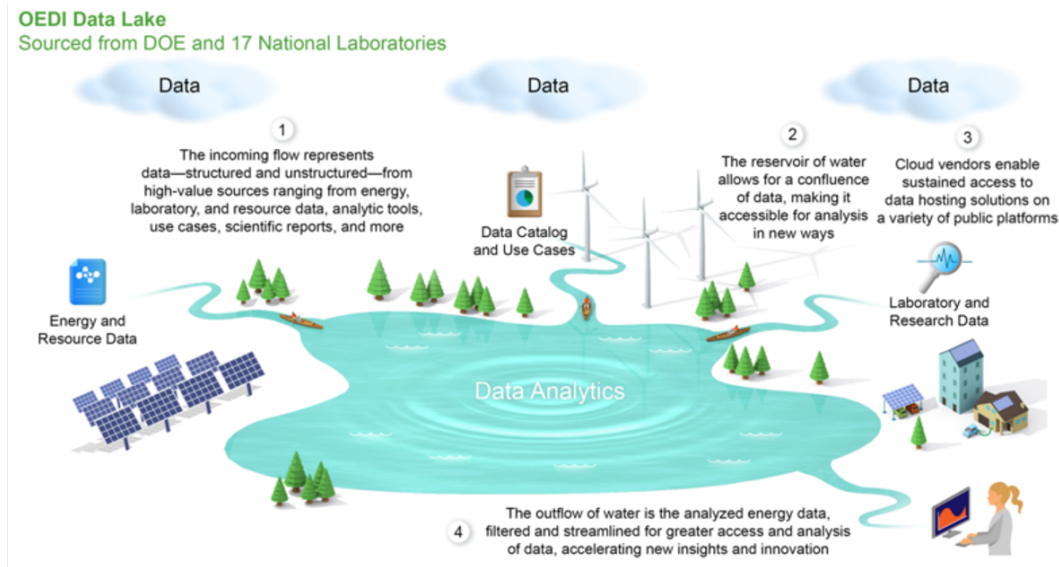 OEDI Data Lake
Sourced from DOE and 17 National Laboratories
Data
Data
Data
1
The incoming flow represents
data—structured and unstructured—from
high-value sources ranging from energy,
laboratory, and resource data, analytic tools,
use cases, scientific reports, and more
2
The reservoir of water
allows for a confluence
of data, making it
accessible for analysis
in new ways
3
Cloud vendors enable
sustained access to
data hosting solutions on
a variety of public platforms
Data Catalog
and Use Cases
Energy and
Resource Data
Laboratory and
Research Data
Data Analytics
4
The outflow of water is the analyzed energy data,
filtered and streamlined for greater access and analysis
of data, accelerating new insights and innovation